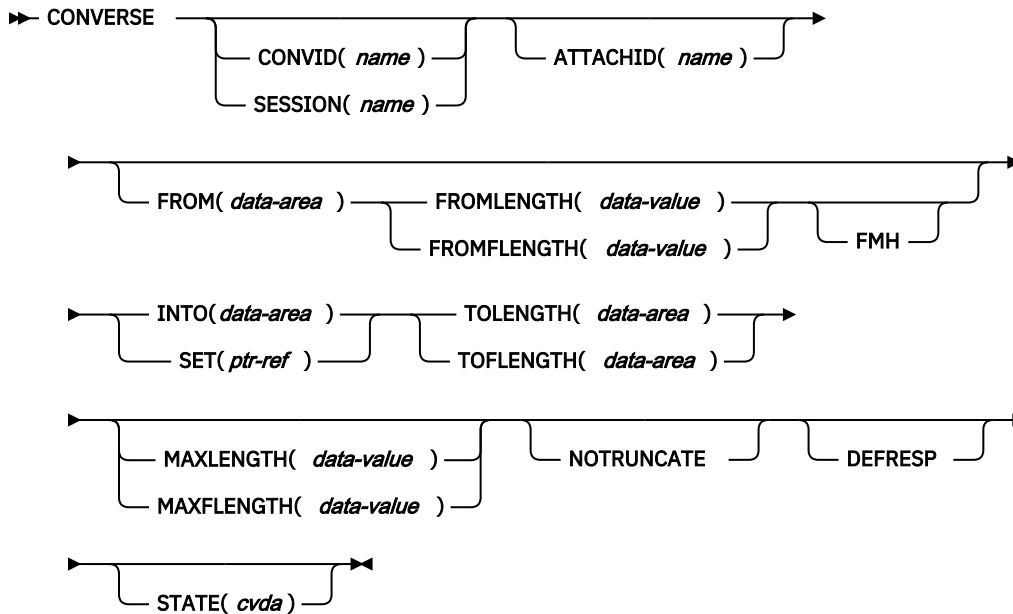 CONVERSE
CONVID( name ) ATTACHID( name )
SESSION( name )
FROM( data-area ) FROMLENGTH( data-value )
FROMFLENGTH( data-value ) FMH
INTO( data-area ) TOLENGTH( data-area )
SET( ptr-ref ) TOFLENGTH( data-area )
MAXLENGTH( data-value ) NOTRUNCATE DEFRESP
MAXFLENGTH( data-value )
STATE( cvda )